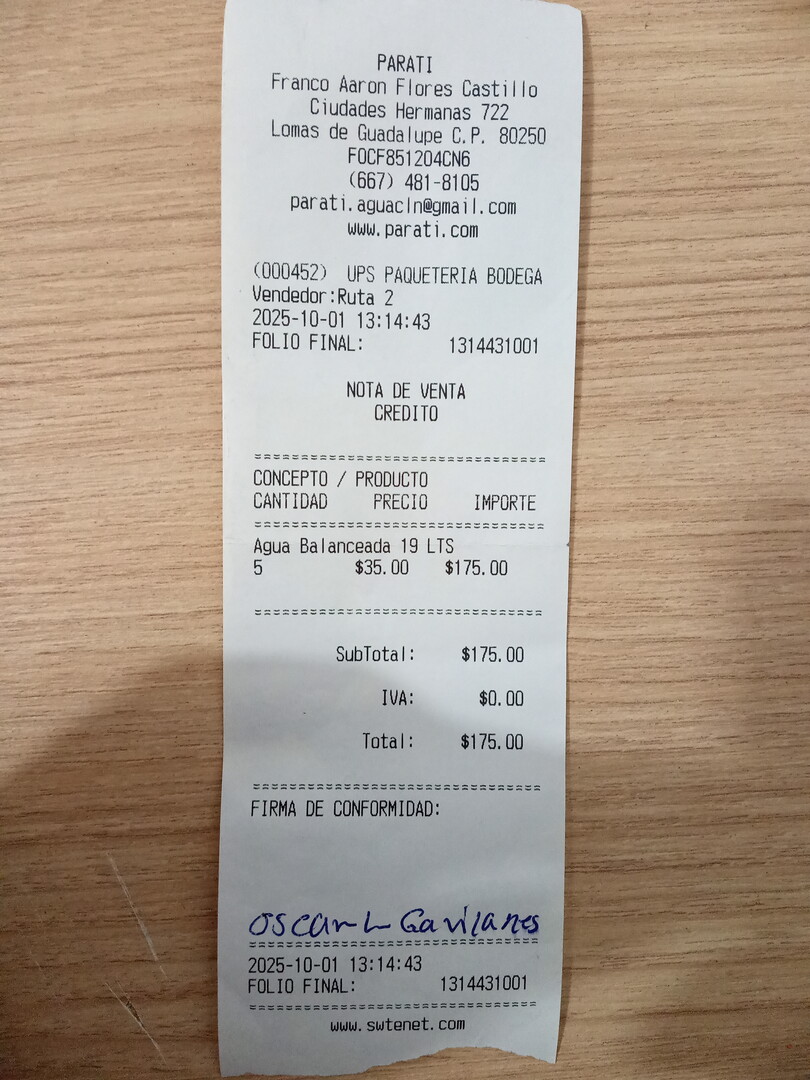 PARATI
Franco Aaron Flores Castillo
Ciudades Hermanas 722
Lomas de Guadalupe C.P. 80250
FOCF851204CN6
(667) 481-8105
parati.aguacln@gmail.com
www.parati.com
(000452) UPS PAQUETERIA BODEGA
Vendedor:Ruta 2
2025-10-01 13:14:43
FOLIO FINAL: 1314431001
NOTA DE VENTA
CREDITO
================================
CONCEPTO / PRODUCTO
CANTIDAD PRECIO IMPORTE
================================
Agua Balanceada 19 LTS
5 $35.00 $175.00
================================
SubTotal: $175.00
IVA: $0.00
Total: $175.00
================================
FIRMA DE CONFORMIDAD:
Oscar L Gavilanes
================================
2025-10-01 13:14:43
FOLIO FINAL: 1314431001
================================
www.swtenet.com